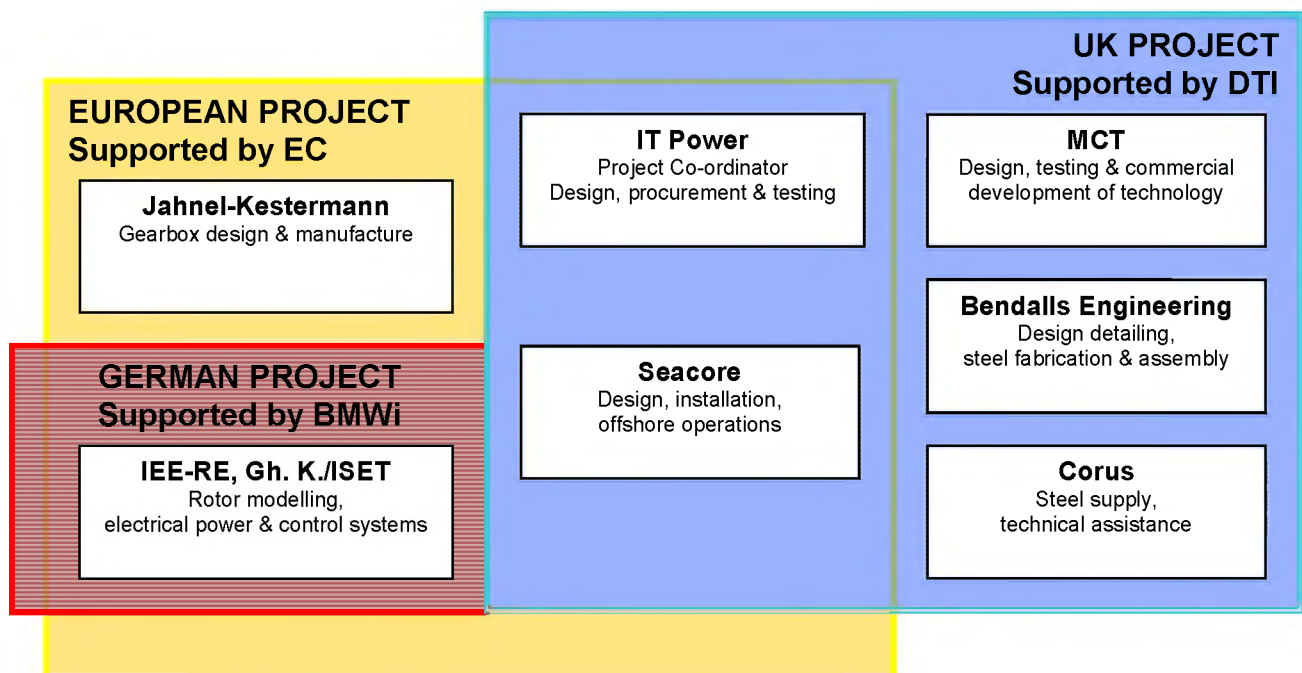 UK PROJECT
Supported by DTI
EUROPEAN PROJECT
Supported by EC
IT Power
Project Co-ordinator
Design, procurement & testing
MCT
Design, testing & commercial
development of technology
Jahnel-Kestermann
Gearbox design & manufacture
Bendalls Engineering
Design detailing,
steel fabrication & assembly
GERMAN PROJECT
Supported by BMWi
Seacore
Design, installation,
offshore operations
IEE-RE, Gh. K./ISET
Rotor modelling,
electrical power & control systems
Corus
Steel supply,
technical assistance